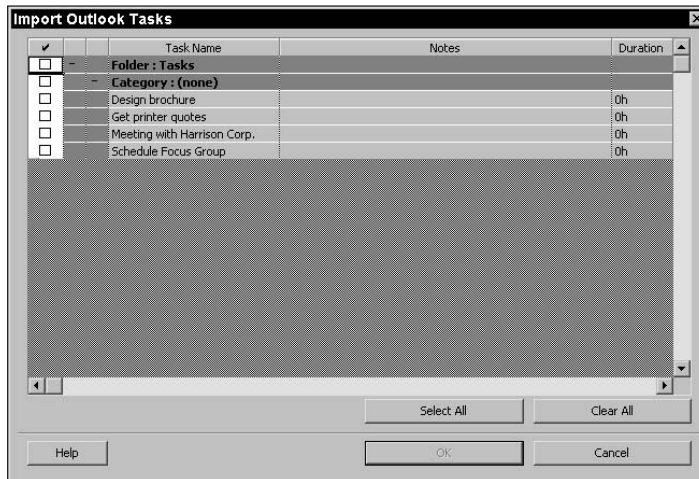 Import Outlook Tasks
✔ Task Name Notes Duration
Folder : Tasks
Category : (none)
Design brochure 0h
Get printer quotes 0h
Meeting with Harrison Corp. 0h
Schedule Focus Group 0h
Select All Clear All
Help OK Cancel